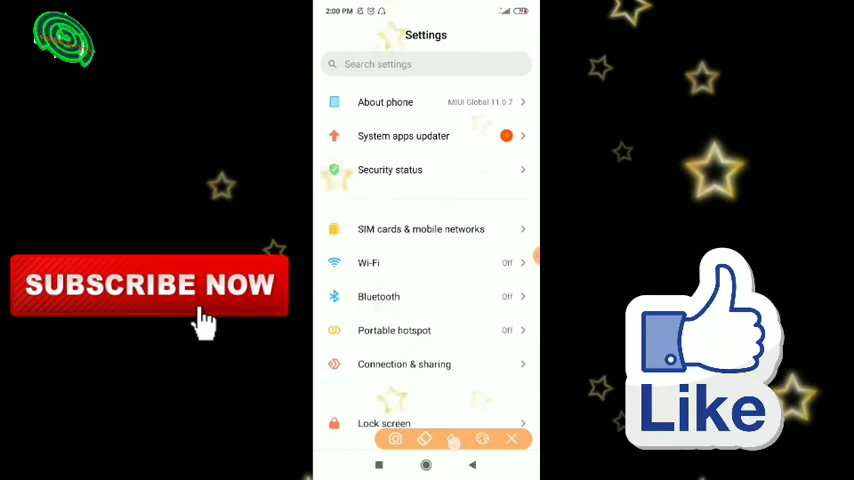 2:00 PM
Settings
Search settings
About phone MIUI Global 11.0.7
System apps updater 1
Security status
SIM cards & mobile networks
Wi-Fi Off
Bluetooth Off
Portable hotspot Off
Connection & sharing
Lock screen
SUBSCRIBE NOW
Like